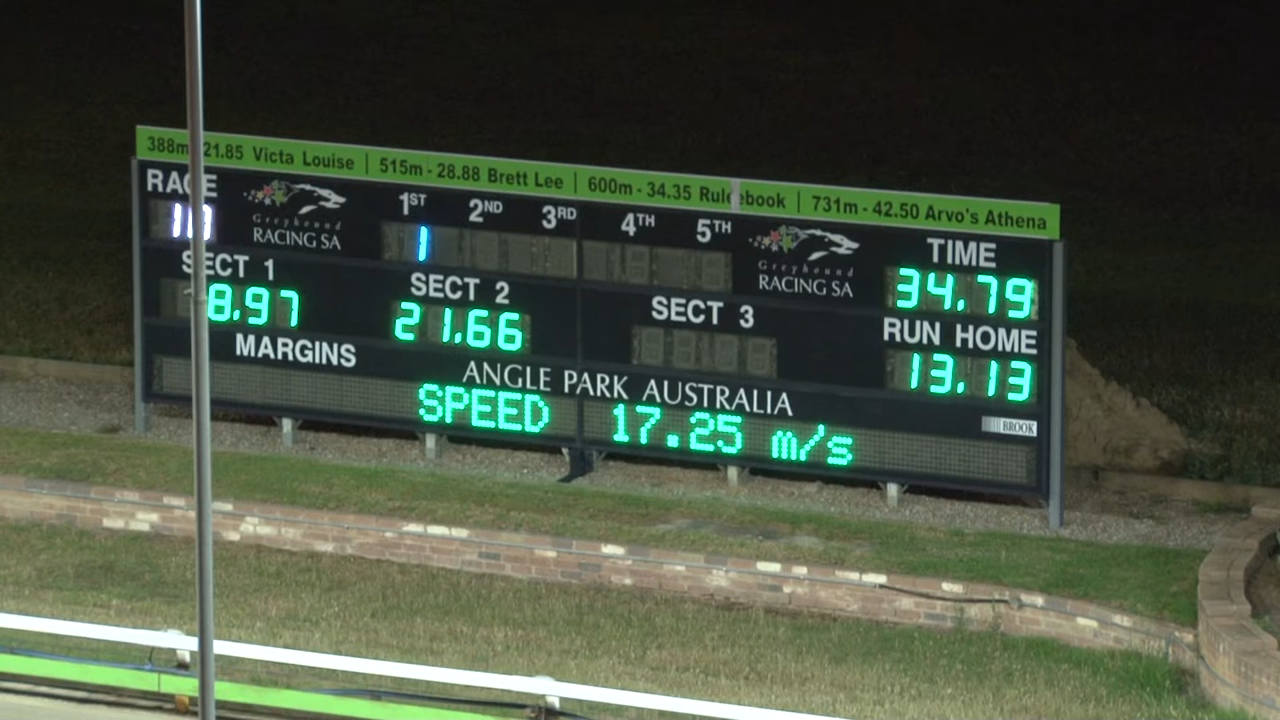 388m 21.85 Victa Louise | 515m - 28.88 Brett Lee | 600m - 34.35 Rulebook | 731m - 42.50 Arvo's Athena
RACE
Greyhound
RACING SA
1ST 2ND 3RD 4TH 5TH
1
Greyhound
RACING SA
TIME
34.79
SECT 1
8.97
SECT 2
21.66
SECT 3
RUN HOME
13.13
MARGINS
ANGLE PARK AUSTRALIA
BROOK
SPEED 17.25 m/s